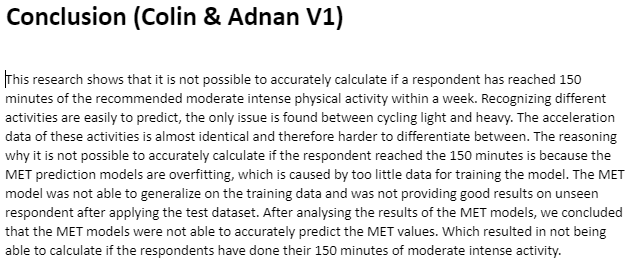 Conclusion (Colin & Adnan V1)
This research shows that it is not possible to accurately calculate if a respondent has reached 150
minutes of the recommended moderate intense physical activity within a week. Recognizing different
activities are easily to predict, the only issue is found between cycling light and heavy. The acceleration
data of these activities is almost identical and therefore harder to differentiate between. The reasoning
why it is not possible to accurately calculate if the respondent reached the 150 minutes is because the
MET prediction models are overfitting, which is caused by too little data for training the model. The MET
model was not able to generalize on the training data and was not providing good results on unseen
respondent after applying the test dataset. After analysing the results of the MET models, we concluded
that the MET models were not able to accurately predict the MET values. Which resulted in not being
able to calculate if the respondents have done their 150 minutes of moderate intense activity.